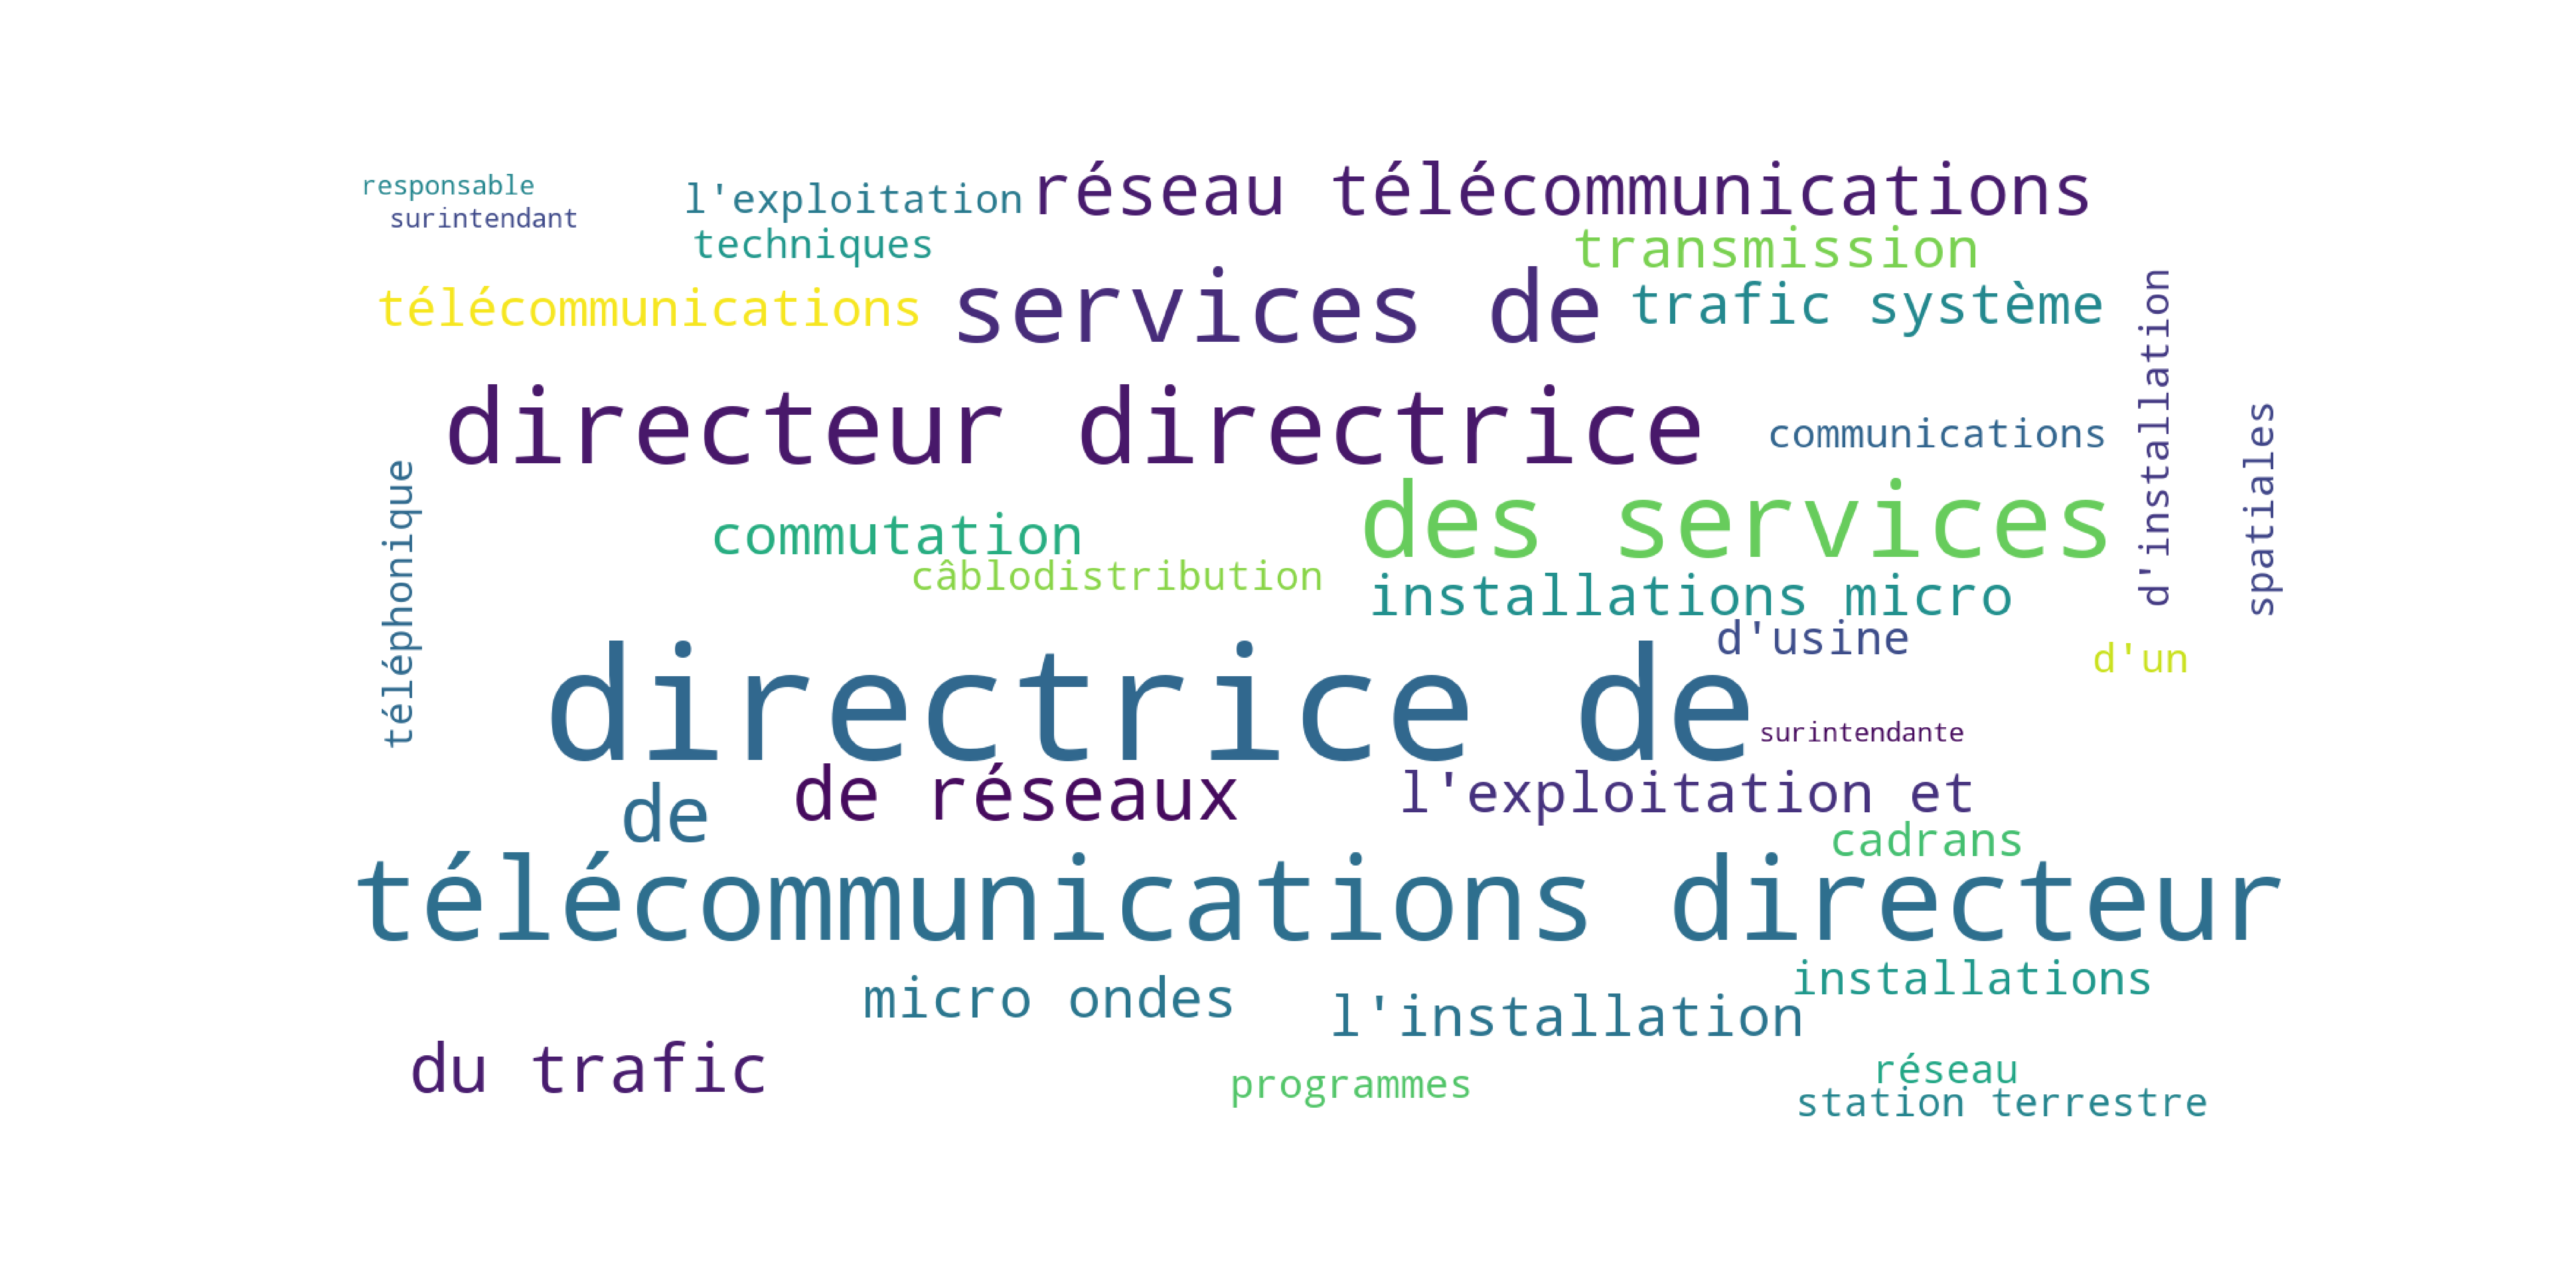 responsable
surintendant
l'exploitation
réseau télécommunications
techniques
transmission
télécommunications
services de
trafic système
d'installation
directeur directrice
communications
spatiales
téléphonique
commutation
des services
câblodistribution
installations micro
d'usine
d'un
directrice de
surintendante
de
de réseaux
l'exploitation et
cadrans
télécommunications directeur
micro ondes
installations
l'installation
du trafic
programmes
réseau
station terrestre